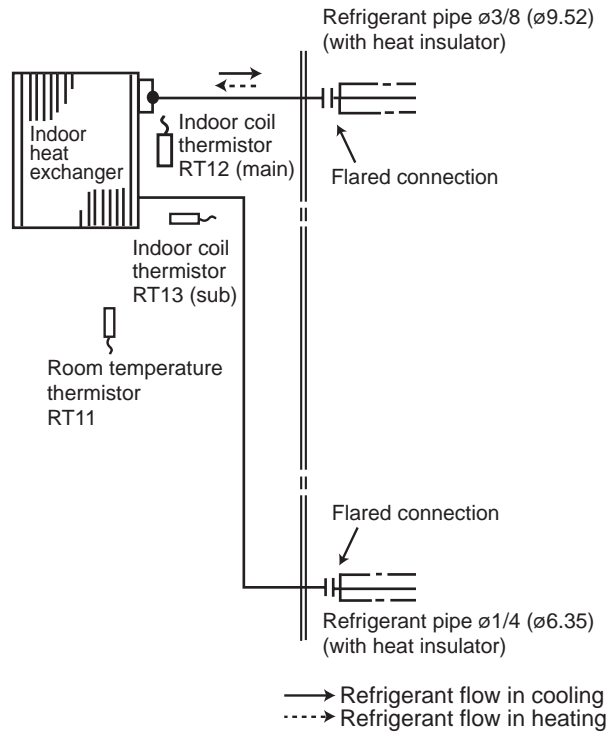 Refrigerant pipe ø3/8 (ø9.52)
(with heat insulator)
Indoor
heat
exchanger
Indoor coil
thermistor
RT12 (main)
Flared connection
Indoor coil
thermistor
RT13 (sub)
Room temperature
thermistor
RT11
Flared connection
Refrigerant pipe ø1/4 (ø6.35)
(with heat insulator)
Refrigerant flow in cooling
Refrigerant flow in heating